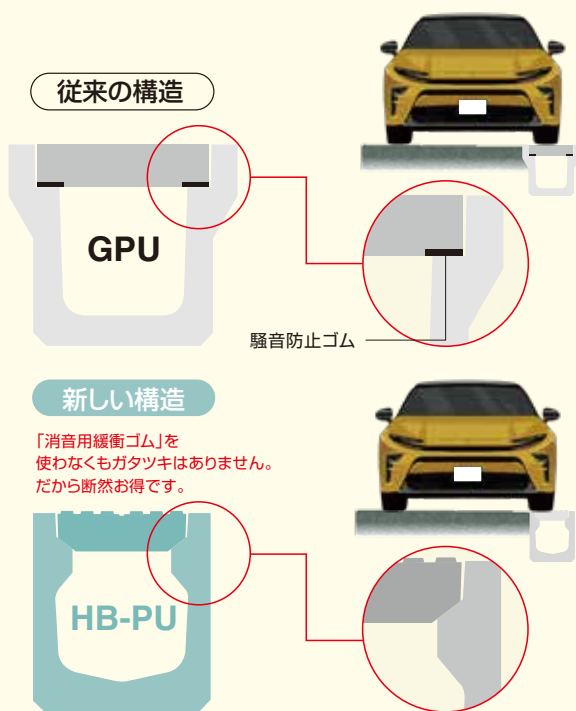 従来の構造
GPU
騒音防止ゴム
新しい構造
「消音用緩衝ゴム」を
使わなくもガタツキはありません。
だから断然お得です。
HB-PU